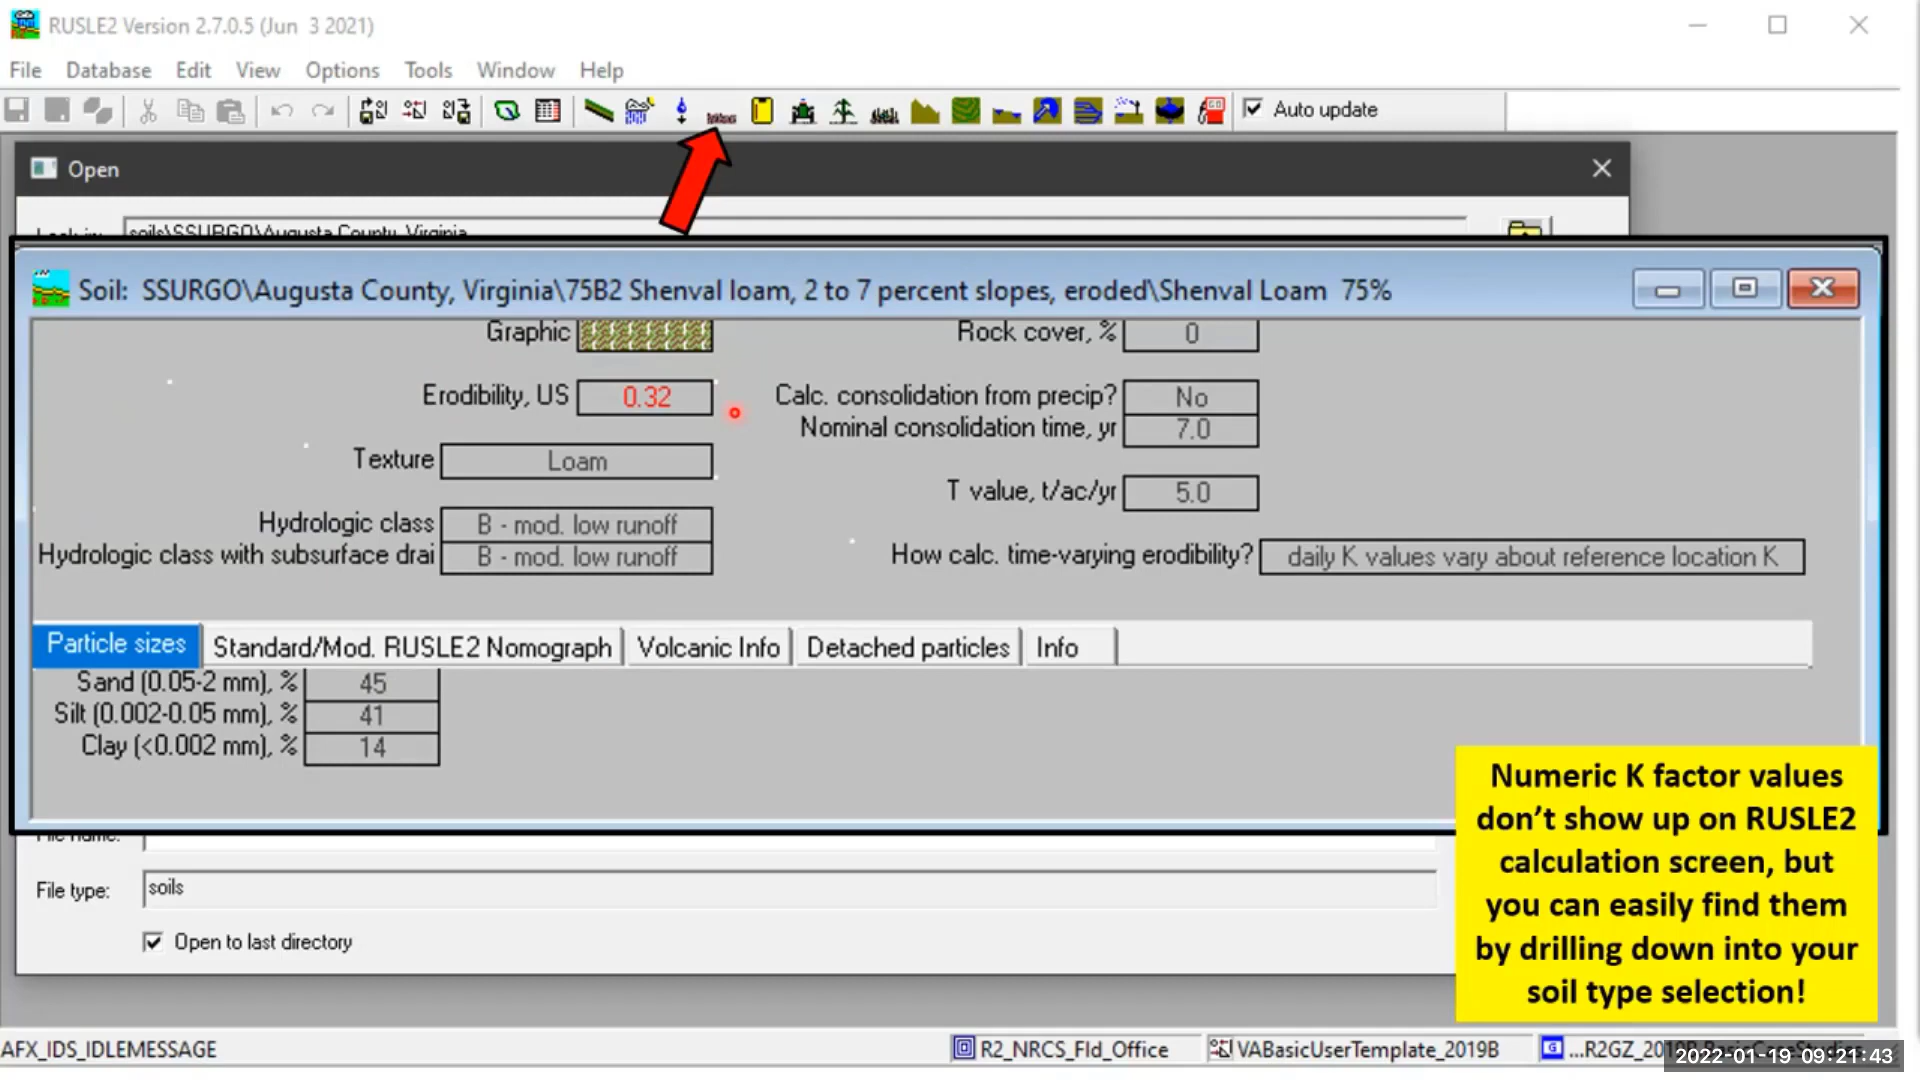 RUSLE2 Version 2.7.0.5 (Jun 3 2021)
File Database Edit View Options Tools Window Help
Auto update
Open
soils\SSURGO\Augusta County, Virginia
Soil: SSURGO\Augusta County, Virginia\75B2 Shenval loam, 2 to 7 percent slopes, eroded\Shenval Loam 75%
Graphic
Rock cover, % 0
Erodibility, US 0.32
Calc. consolidation from precip? No
Nominal consolidation time, yr 7.0
Texture Loam
T value, t/ac/yr 5.0
Hydrologic class B - mod. low runoff
Hydrologic class with subsurface drai B - mod. low runoff
How calc. time-varying erodibility? daily K values vary about reference location K
Particle sizes Standard/Mod. RUSLE2 Nomograph Volcanic Info Detached particles Info
Sand (0.05-2 mm), % 45
Silt (0.002-0.05 mm), % 41
Clay (<0.002 mm), % 14
File name:
File type: soils
Open to last directory
Numeric K factor values
don't show up on RUSLE2
calculation screen, but
you can easily find them
by drilling down into your
soil type selection!
AFX_IDS_IDLEMESSAGE
R2_NRCS_Fld_Office
VABasicUserTemplate_2019B
2022-01-19 09:21:43